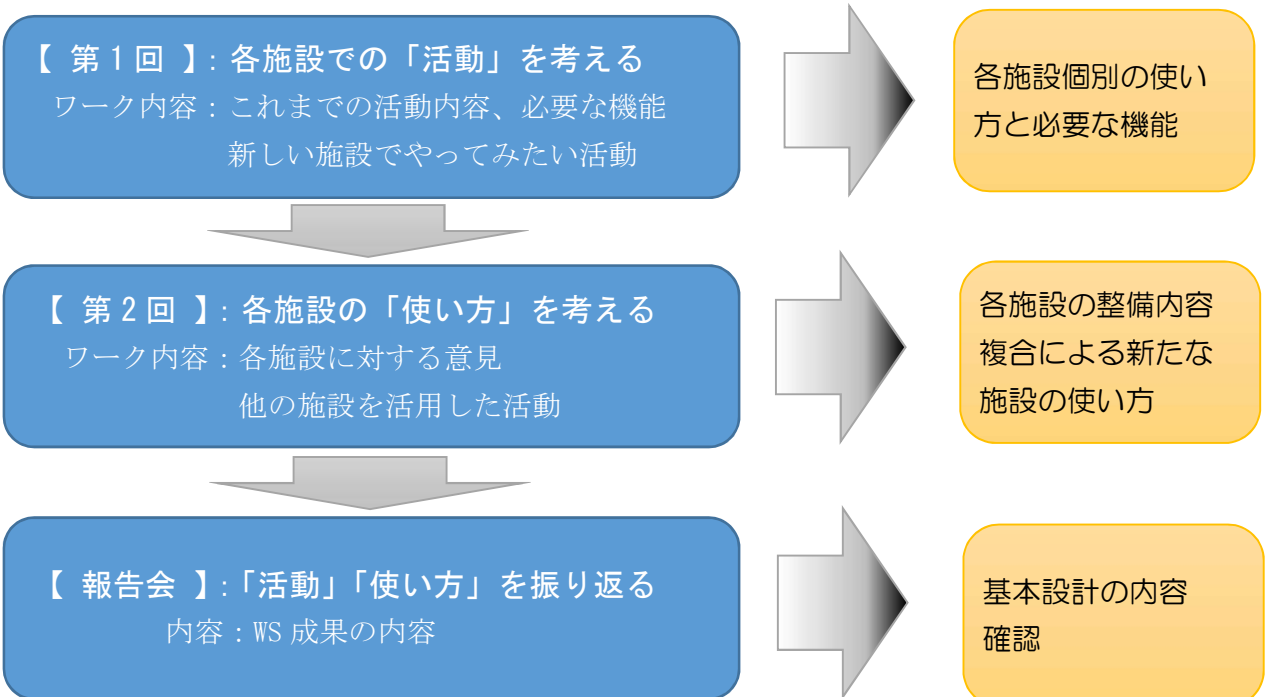 【 第1回 】：各施設での「活動」を考える
ワーク内容：これまでの活動内容、必要な機能
新しい施設でやってみたい活動
各施設個別の使い
方と必要な機能
【 第2回 】：各施設の「使い方」を考える
ワーク内容：各施設に対する意見
他の施設を活用した活動
各施設の整備内容
複合による新たな
施設の使い方
【 報告会 】：「活動」「使い方」を振り返る
内容：WS 成果の内容
基本設計の内容
確認